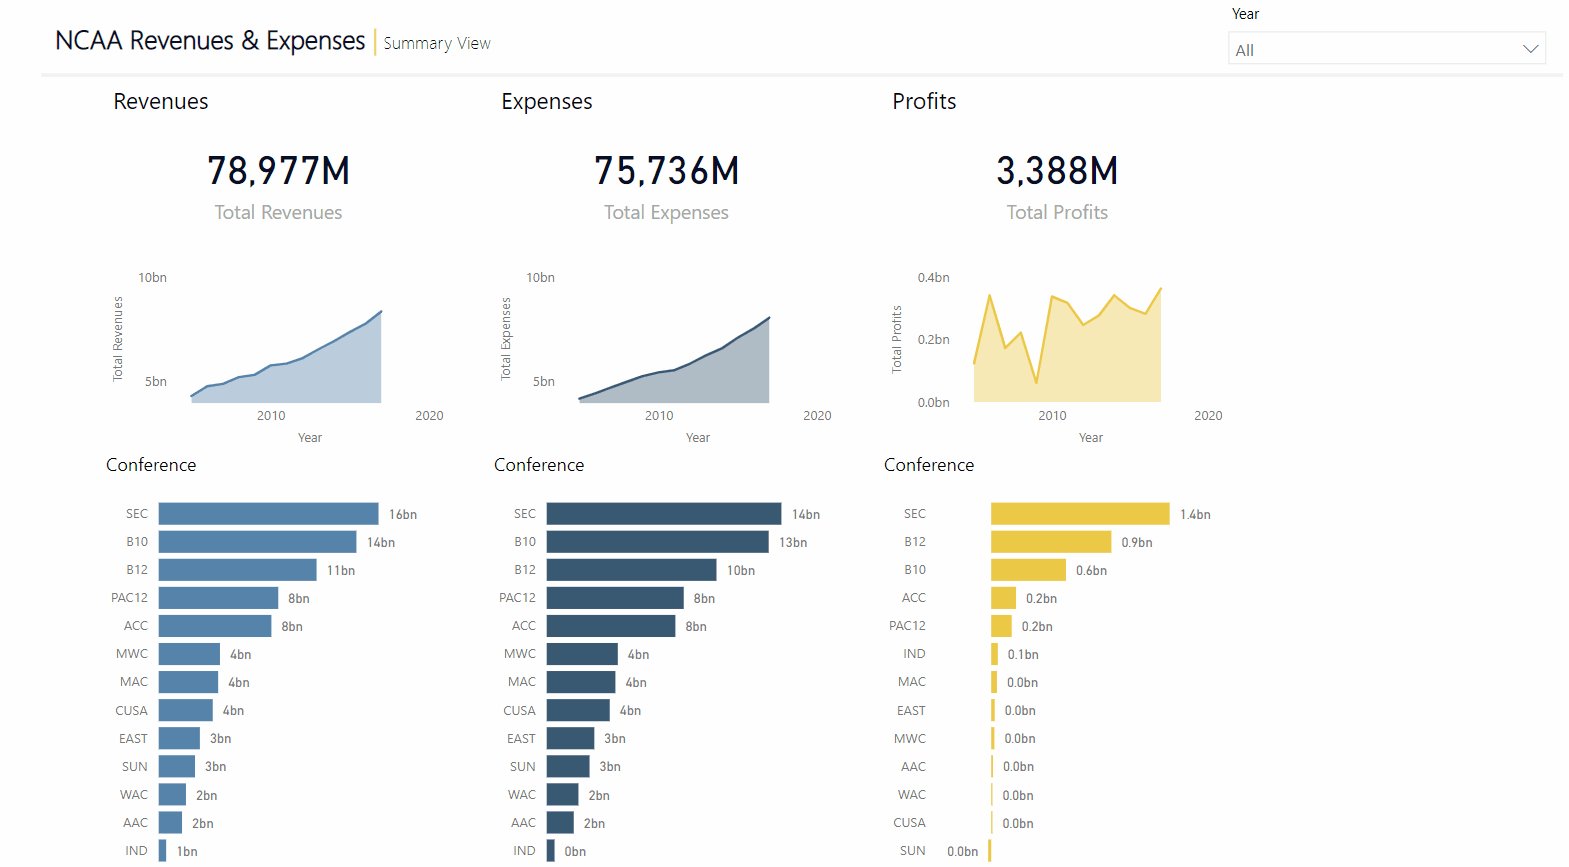 Year
NCAA Revenues & Expenses | Summary View
All
Revenues
78,977M
Total Revenues
10bn
5bn
Total Revenues
2010
2020
Year
Conference
SEC 16bn
B10 14bn
B12 11bn
PAC12 8bn
ACC 8bn
MWC 4bn
MAC 4bn
CUSA 4bn
EAST 3bn
SUN 3bn
WAC 2bn
AAC 2bn
IND 1bn
Expenses
75,736M
Total Expenses
10bn
5bn
Total Expenses
2010
2020
Year
Conference
SEC 14bn
B10 13bn
B12 10bn
PAC12 8bn
ACC 8bn
MWC 4bn
MAC 4bn
CUSA 4bn
EAST 3bn
SUN 3bn
WAC 2bn
AAC 2bn
IND 0bn
Profits
3,388M
Total Profits
0.4bn
0.2bn
0.0bn
Total Profits
2010
2020
Year
Conference
SEC 1.4bn
B12 0.9bn
B10 0.6bn
ACC 0.2bn
PAC12 0.2bn
IND 0.1bn
MAC 0.0bn
EAST 0.0bn
MWC 0.0bn
AAC 0.0bn
WAC 0.0bn
CUSA 0.0bn
SUN 0.0bn